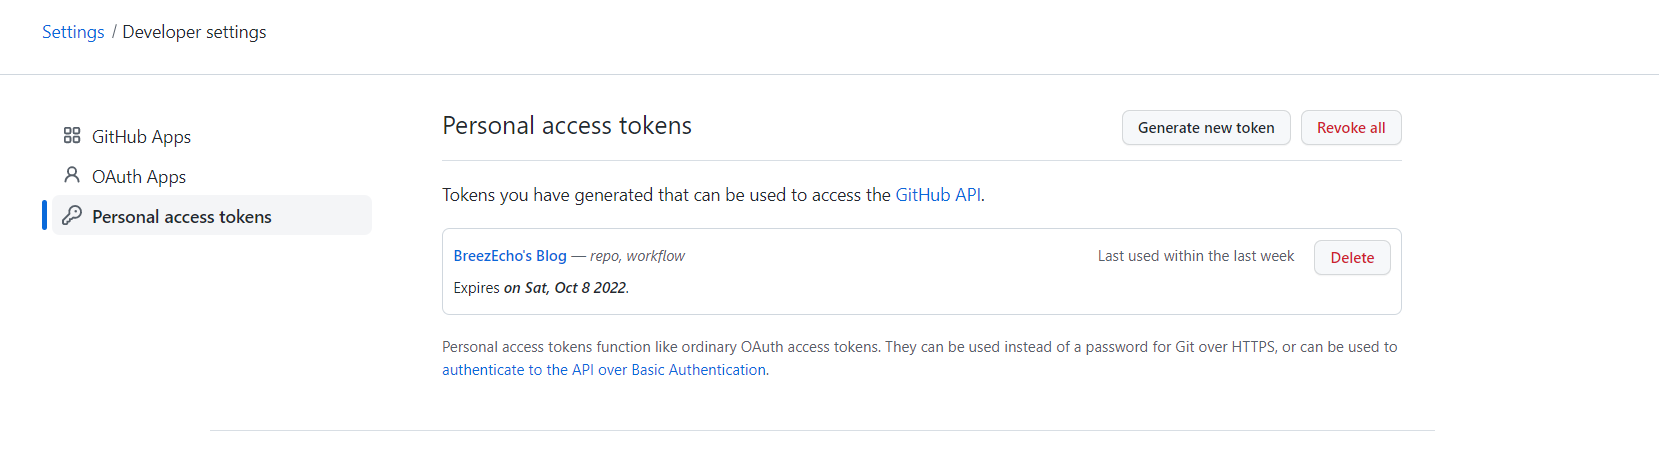 Settings / Developer settings
GitHub Apps
OAuth Apps
Personal access tokens
Personal access tokens
Generate new token
Revoke all
Tokens you have generated that can be used to access the GitHub API.
BreezEcho's Blog — repo, workflow
Last used within the last week
Delete
Expires on Sat, Oct 8 2022.
Personal access tokens function like ordinary OAuth access tokens. They can be used instead of a password for Git over HTTPS, or can be used to
authenticate to the API over Basic Authentication.